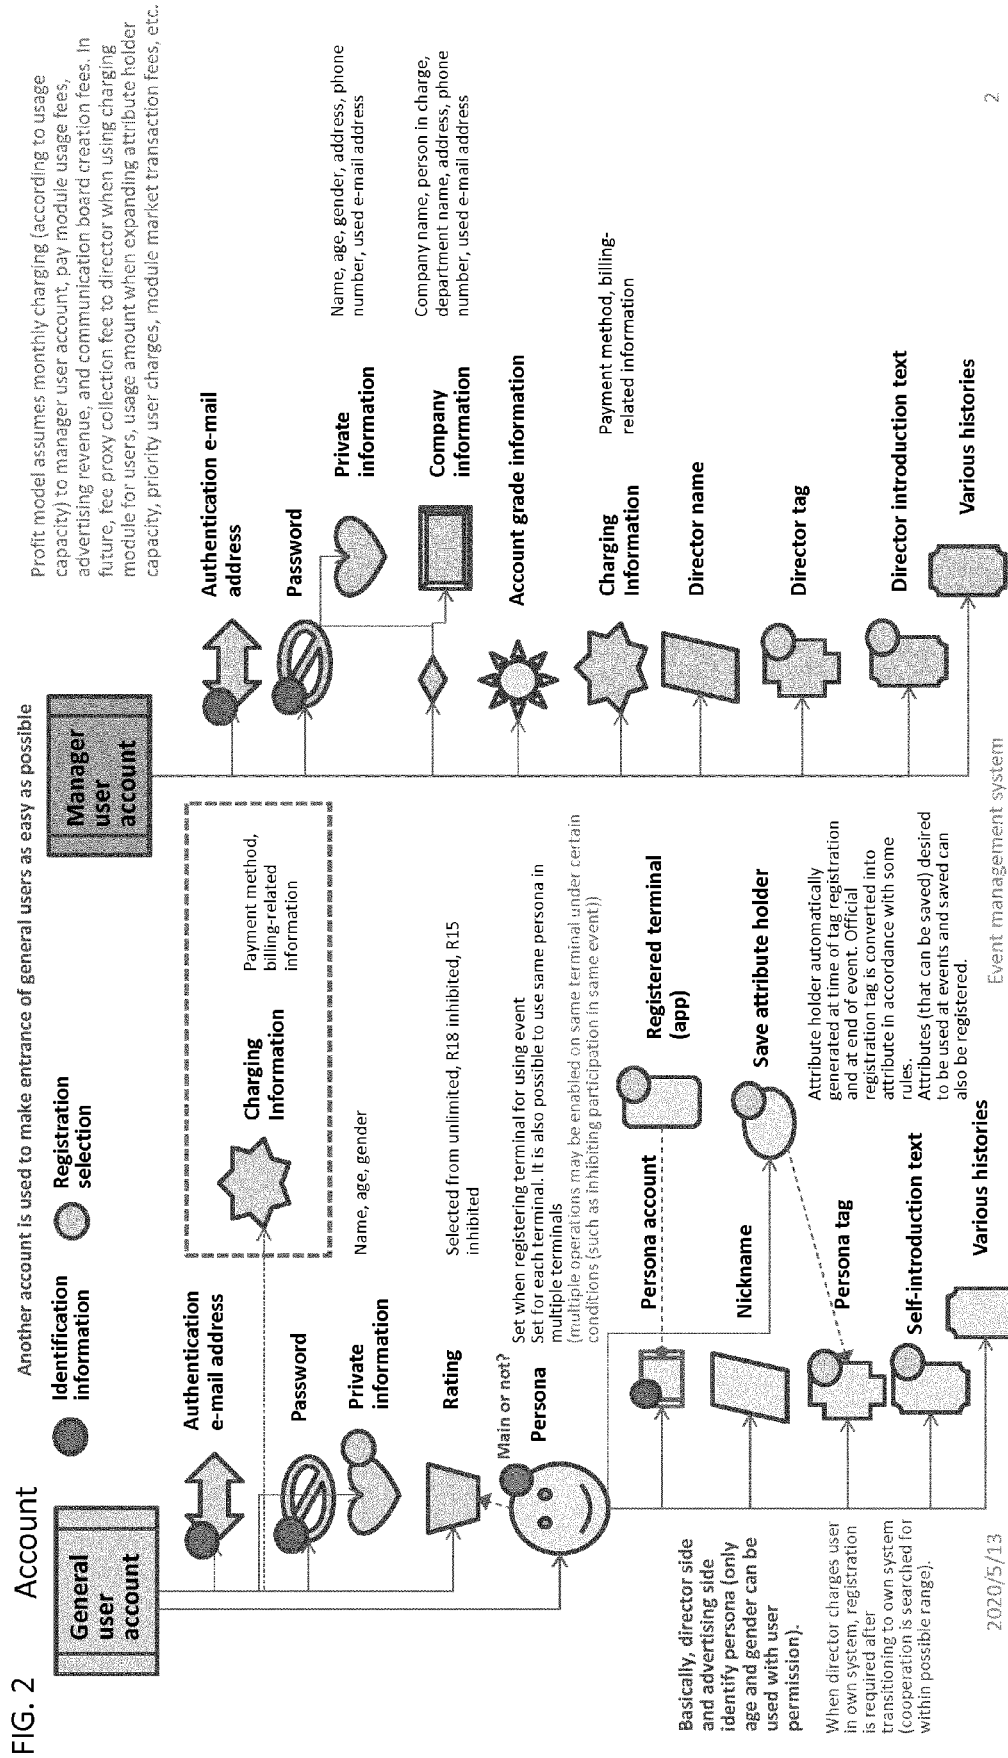 FIG. 2
Account
Another account is used to make entrance of general users as easy as possible
Identification
information
Registration
selection
General
user
account
Authentication
e-mail address
Password
Private
information
Name, age, gender
Charging
Information
Payment method,
billing-related
information
Rating
Selected from unlimited, R18 inhibited, R15
inhibited
Main or not?
Persona
Set when registering terminal for using event
Set for each terminal. It is also possible to use same persona in
multiple terminals
(multiple operations may be enabled on same terminal under certain
conditions (such as inhibiting participation in same event))
Basically, director side
and advertising side
identify persona (only
age and gender can be
used with user
permission).
When director charges user
in own system, registration
is required after
transitioning to own system
(cooperation is searched for
within possible range).
Persona account
Registered terminal
(app)
Nickname
Save attribute holder
Attribute holder automatically
generated at time of tag registration
and at end of event. Official
registration tag is converted into
attribute in accordance with some
rules.
Attributes (that can be saved) desired
to be used at events and saved can
also be registered.
Persona tag
Self-introduction text
Various histories
Manager
user
account
Profit model assumes monthly charging (according to usage
capacity) to manager user account, pay module usage fees,
advertising revenue, and communication board creation fees. In
future, fee proxy collection fee to director when using charging
module for users, usage amount when expanding attribute holder
capacity, priority user charges, module market transaction fees, etc.
Authentication e-mail
address
Password
Private
information
Name, age, gender, address, phone
number, used e-mail address
Company
information
Company name, person in charge,
department name, address, phone
number, used e-mail address
Account grade information
Charging
Information
Payment method, billing-
related information
Director name
Director tag
Director introduction text
Various histories
2020/5/13
Event management system
2